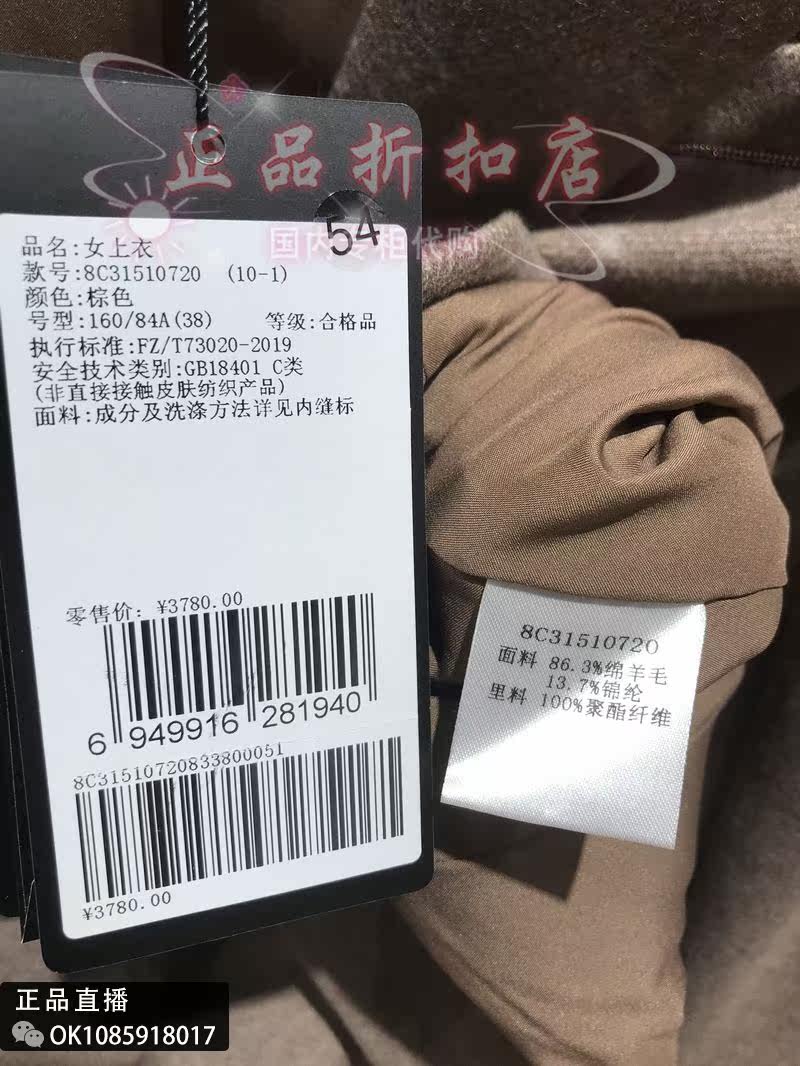 正品折扣店
国内专柜代购
54
品名:女上衣
款号:8C31510720 (10-1)
颜色:棕色
号型:160/84A(38) 等级:合格品
执行标准:FZ/T73020-2019
安全技术类别:GB18401 C类
(非直接接触皮肤纺织产品)
面料:成分及洗涤方法详见内缝标
零售价: ¥3780.00
6 949916 281940
8C31510720833800051
¥3780.00
8C31510720
面料 86.3%绵羊毛
13.7%锦纶
里料 100%聚酯纤维
正品直播
OK1085918017